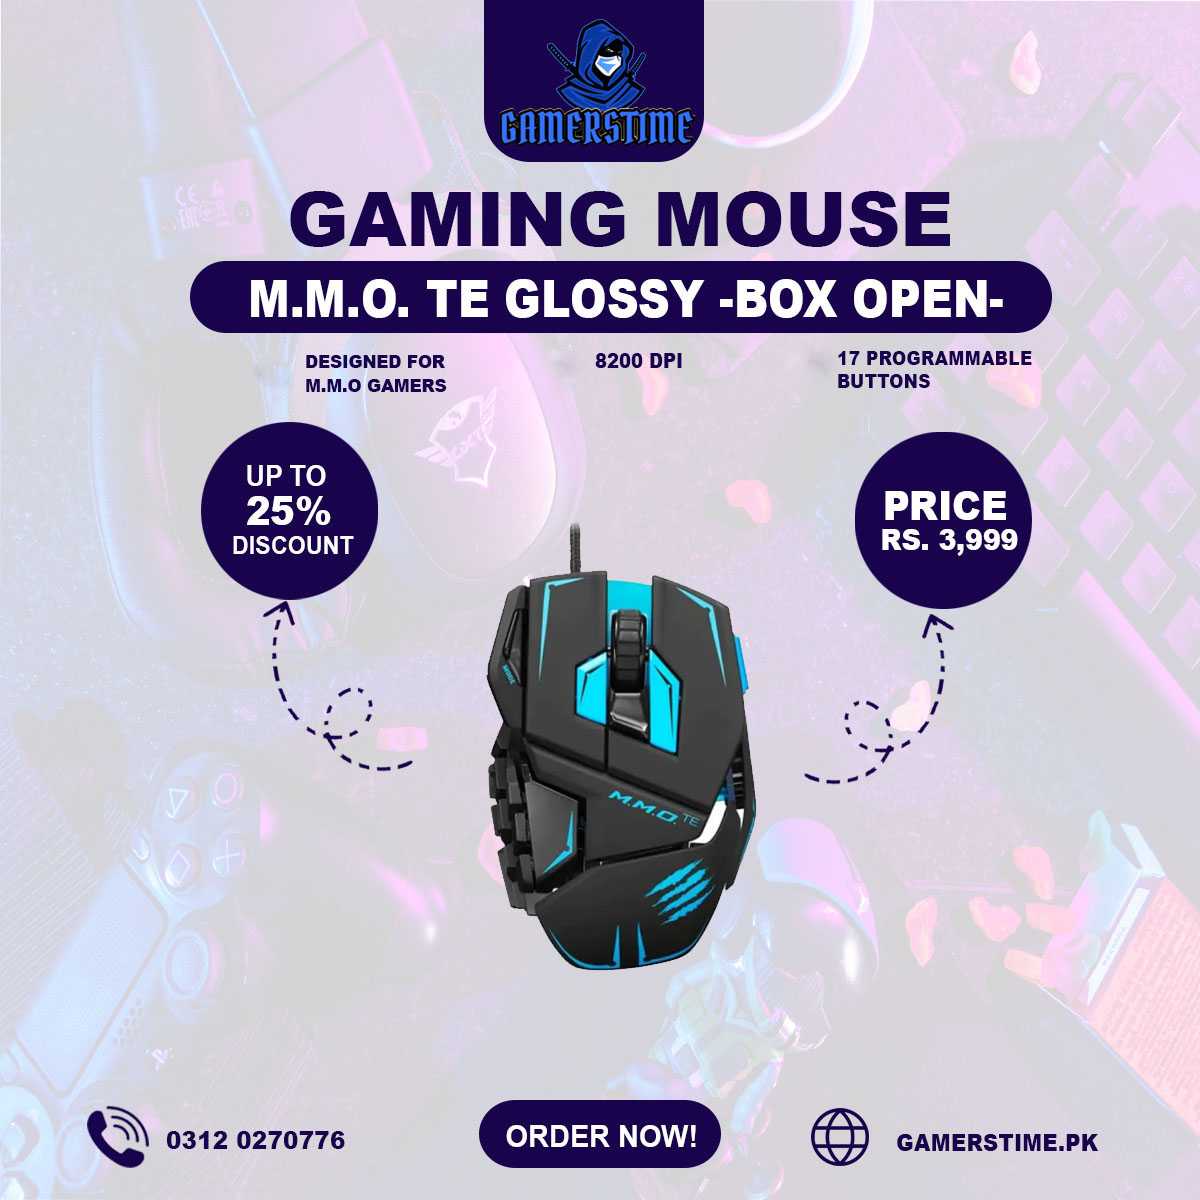 GAMERSTIME
GAMING MOUSE
M.M.O. TE GLOSSY -BOX OPEN-
DESIGNED FOR
M.M.O GAMERS
8200 DPI
17 PROGRAMMABLE
BUTTONS
UP TO
25%
DISCOUNT
PRICE
RS. 3,999
M.M.O. TE
0312 0270776
ORDER NOW!
GAMERSTIME.PK